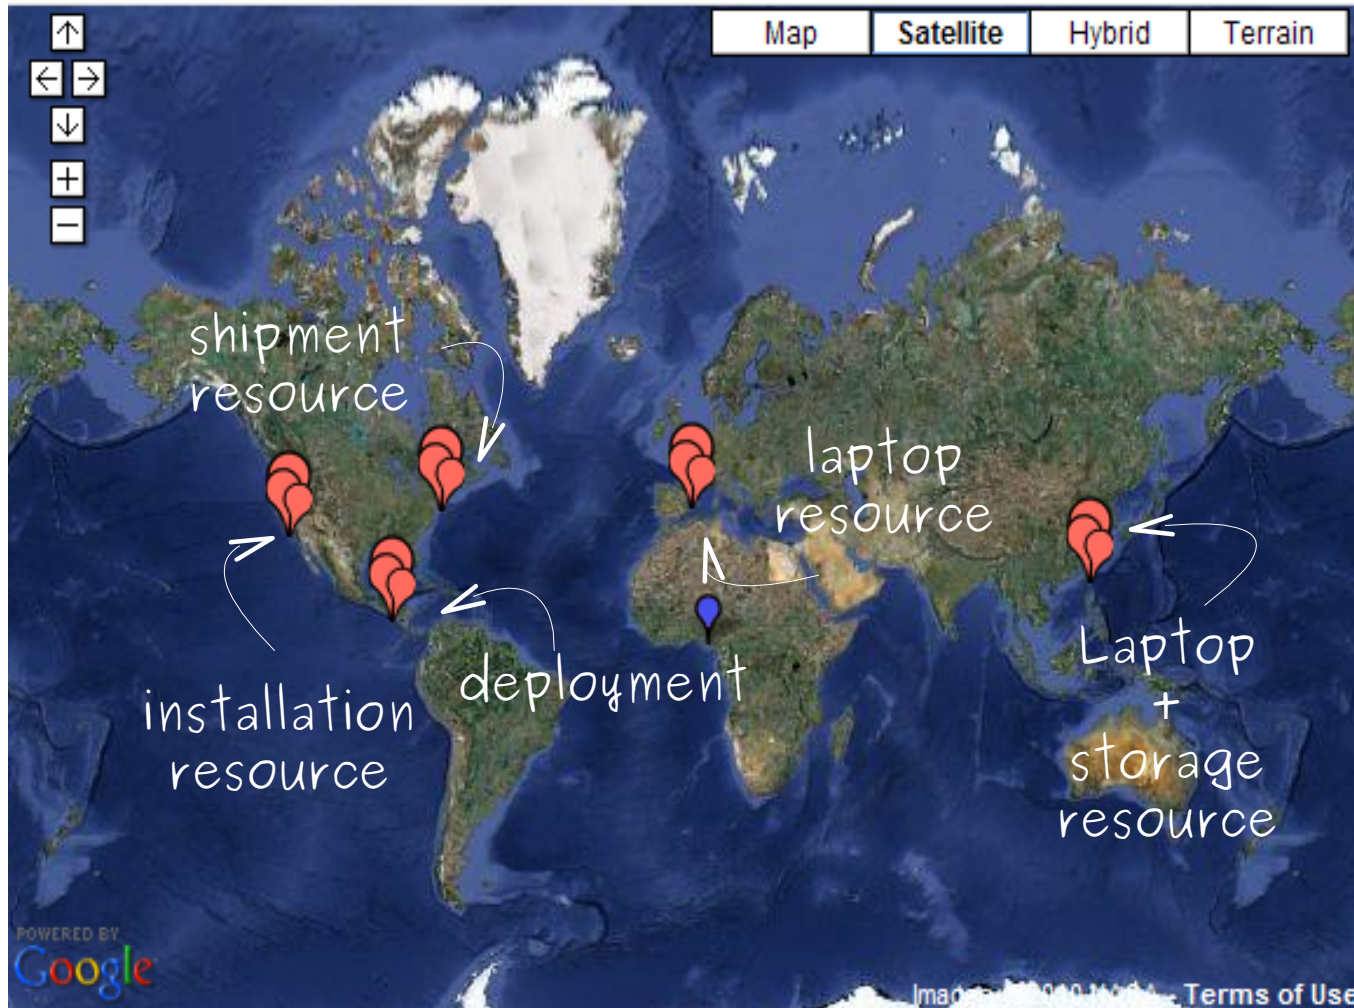 Map
Satellite
Hybrid
Terrain
shipment
resource
laptop
resource
installation
resource
deployment
Laptop
+
storage
resource
POWERED BY
Google
Terms of Use